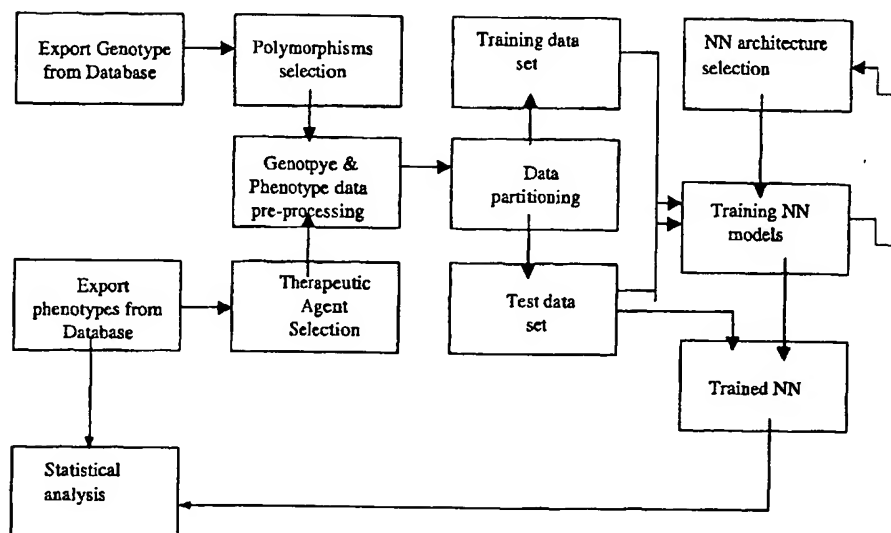 Export Genotype
from Database
Polymorphisms
selection
Training data
set
NN architecture
selection
Genotpye &
Phenotype data
pre-processing
Data
partitioning
Training NN
models
Export
phenotypes from
Database
Therapeutic
Agent
Selection
Test data
set
Trained NN
Statistical
analysis